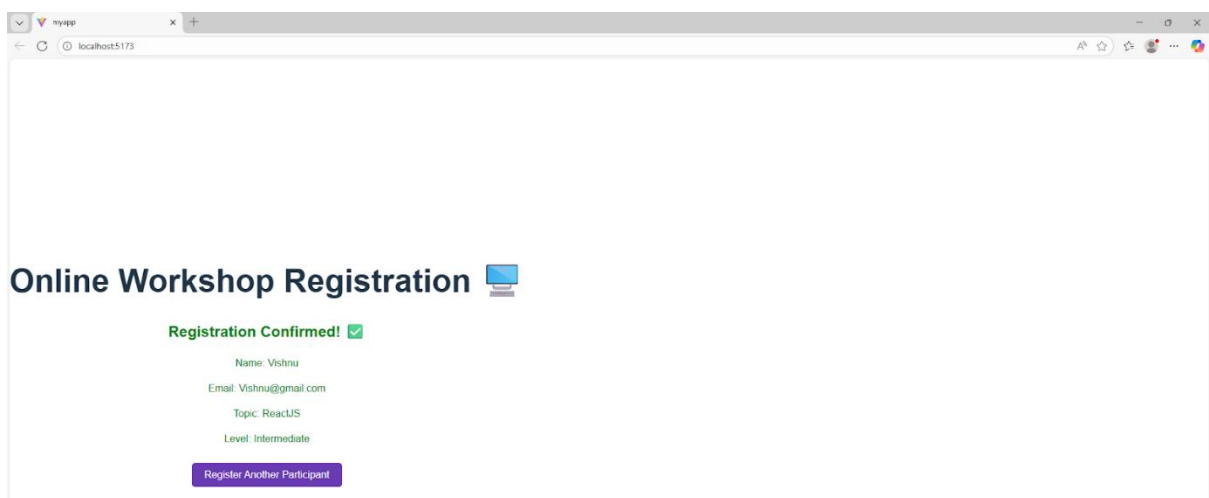 myapp
localhost:5173
Online Workshop Registration 🖥️
Registration Confirmed! ✅
Name: Vishnu
Email: Vishnu@gmail.com
Topic: ReactJS
Level: Intermediate
Register Another Participant